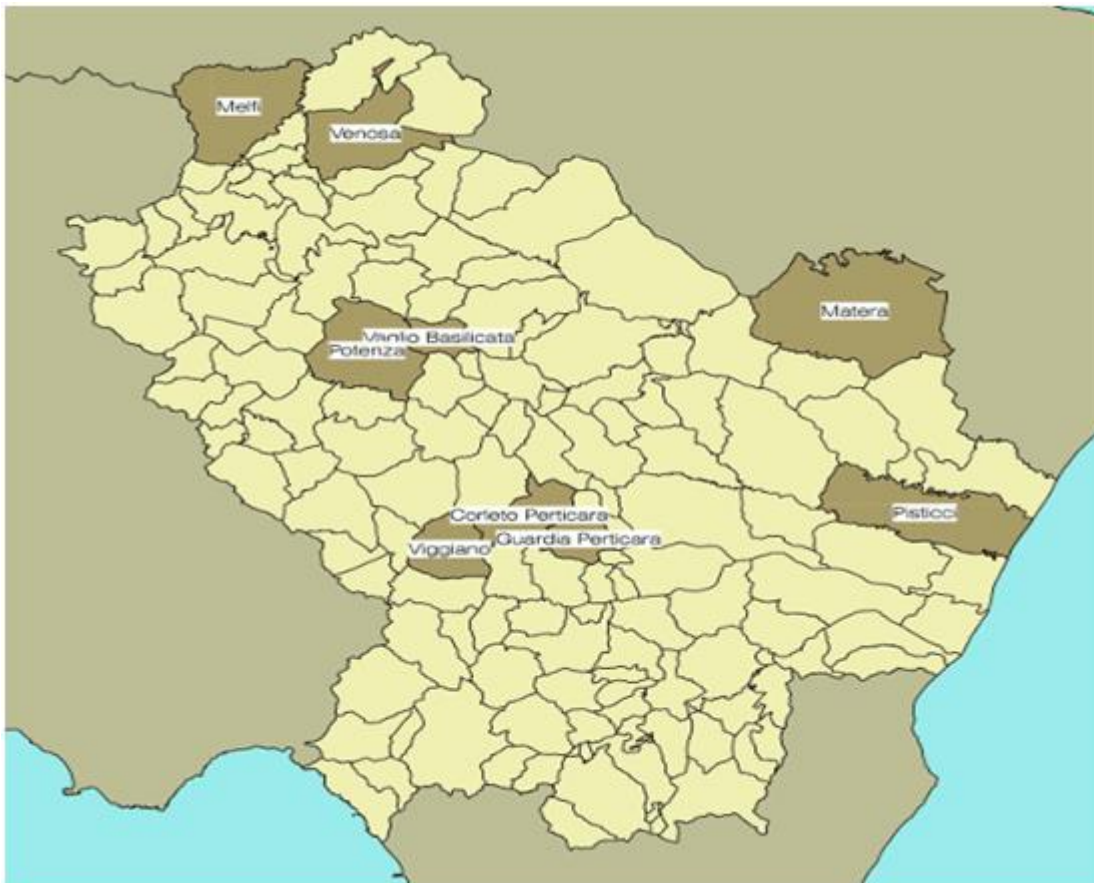 Melfi
Venosa
Matera
Vaglio Basilicata
Potenza
Pisticci
Corleto Perticara
Guardia Perticara
Viggiano